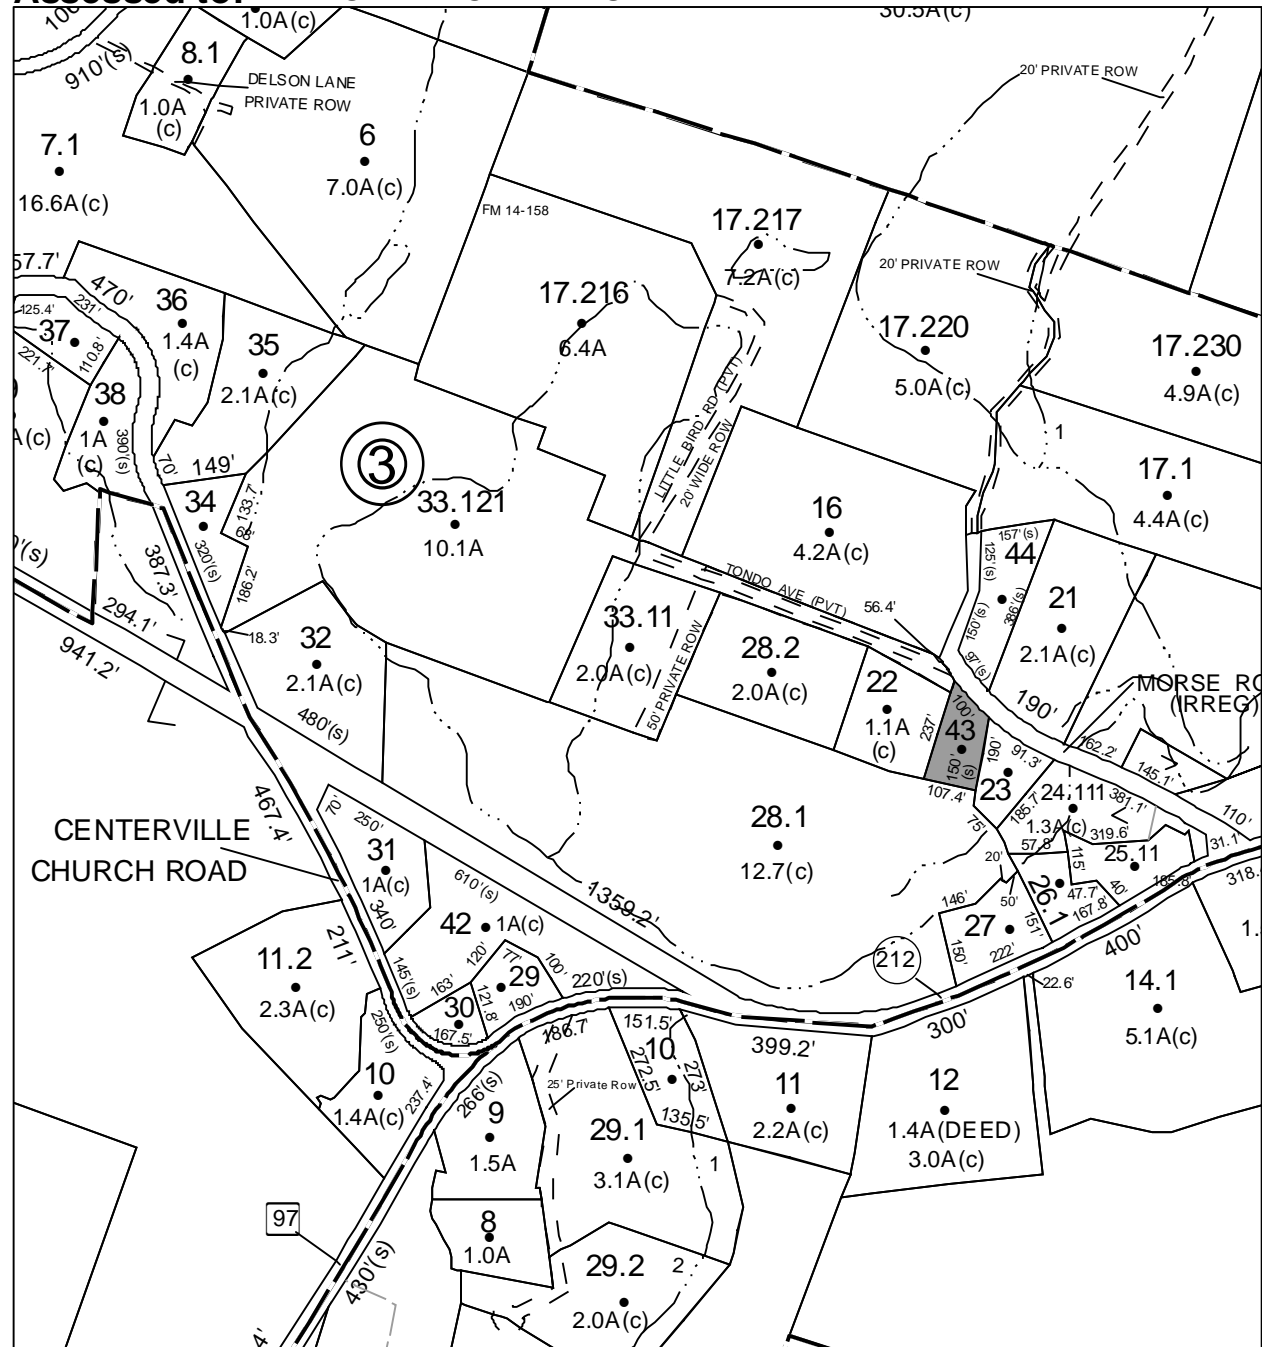 Assessed to:
1.0A(c)
30.5A(c)
910'(s)
8.1
DELSON LANE
PRIVATE ROW
1.0A
(c)
20' PRIVATE ROW
6
7.0A(c)
7.1
16.6A(c)
FM 14-158
17.217
7.2A(c)
20' PRIVATE ROW
57.7'
470'
231'
125.4'
36
1.4A
(c)
17.216
6.4A
17.220
5.0A(c)
17.230
4.9A(c)
37
221.7'
110.8'
35
2.1A(c)
38
1A
(c)
A(c)
390'(s)
70'
149'
LITTLE BIRD RD (PVT)
20' WIDE ROW
1
3
33.121
10.1A
17.1
4.4A(c)
34
133.7'
68'
320'(s)
186.2'
16
4.2A(c)
157'(s)
44
125'(s)
386'(s)
150'(s)
97'(s)
'(s)
387.3'
294.1'
941.2'
TONDO AVE (PVT)
56.4'
21
2.1A(c)
33.11
2.0A(c)
50' PRIVATE ROW
18.3'
32
2.1A(c)
480'(s)
28.2
2.0A(c)
22
1.1A
(c)
237'
100'
43
150'
(s)
107.4'
190'
190'
MORSE RO
(IRREG)
162.2'
145.1'
91.3'
23
185.7'
24.111
1.3A(c)
381.1'
319.6'
110'
31.1'
318.
467.4'
CENTERVILLE
CHURCH ROAD
70'
250'
31
1A(c)
340'
28.1
12.7(c)
75'
57.8'
20'
115'
25.11
185.8'
26.1
47.7'
40'
167.8'
610'(s)
1359.2'
42
1A(c)
146'
50'
27
151'
150'
222'
400'
211'
11.2
2.3A(c)
145'(s)
163'
120'
77'
100'
29
190'
121.8'
30
167.5'
220'(s)
212
22.6'
14.1
5.1A(c)
1.
250'(s)
10
1.4A(c)
237.4'
266'(s)
186.7'
151.5'
10
272.5'
273'
135.5'
399.2'
300'
25' Private Row
9
1.5A
29.1
3.1A(c)
1
11
2.2A(c)
12
1.4A(DEED)
3.0A(c)
97
430'(s)
8
1.0A
29.2
2
2.0A(c)
4'